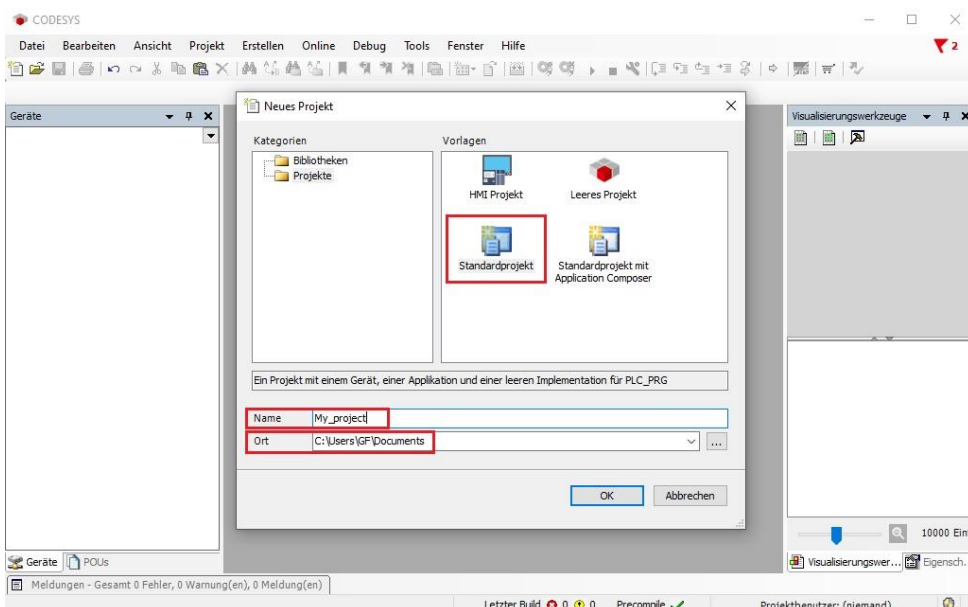 CODESYS
Datei Bearbeiten Ansicht Projekt Erstellen Online Debug Tools Fenster Hilfe
2
Geräte
Neues Projekt
Visualisierungswerkzeuge
Kategorien
Bibliotheken
Projekte
Vorlagen
HMI Projekt
Leeres Projekt
Standardprojekt
Standardprojekt mit
Application Composer
Ein Projekt mit einem Gerät, einer Applikation und einer leeren Implementation für PLC_PRG
Name My_project
Ort C:\Users\GF\Documents
...
OK Abbrechen
10000 Ein
Geräte POUs
Visualisierungswer... Eigensch.
Meldungen - Gesamt 0 Fehler, 0 Warnung(en), 0 Meldung(en)
Letzter Build 0 0 Precompile Projektbenutzer: (niemand)